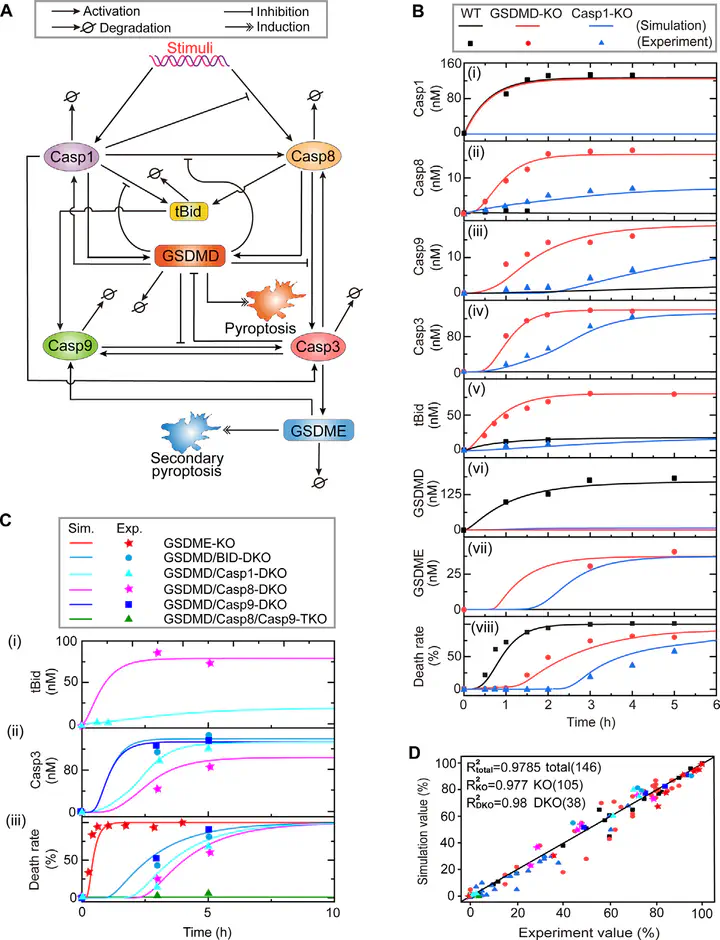 A
Activation
Inhibition
Degradation
Induction
Stimuli
Casp1
Casp8
tBid
GSDMD
Pyroptosis
Casp9
Casp3
GSDME
Secondary
pyroptosis
B
WT GSDMD-KO Casp1-KO
(Simulation)
(Experiment)
(i)
Casp1
(nM)
160
80
0
(ii)
Casp8
(nM)
10
0
(iii)
Casp9
(nM)
10
0
(iv)
Casp3
(nM)
80
0
(v)
tBid
(nM)
50
0
(vi)
GSDMD
(nM)
125
0
(vii)
GSDME
(nM)
25
0
(viii)
Death rate
(%)
50
0
0 1 2 3 4 5 6
Time (h)
C
Sim. Exp.
GSDME-KO
GSDMD/BID-DKO
GSDMD/Casp1-DKO
GSDMD/Casp8-DKO
GSDMD/Casp9-DKO
GSDMD/Casp8/Casp9-TKO
(i)
tBid
(nM)
100
50
0
(ii)
Casp3
(nM)
80
0
(iii)
Death rate
(%)
50
0
0 5 10
Time (h)
D
R²total=0.9785 total(146)
R²KO=0.977 KO(105)
R²DKO=0.98 DKO(38)
Simulation value (%)
100
80
60
40
20
0
0 20 40 60 80 100
Experiment value (%)